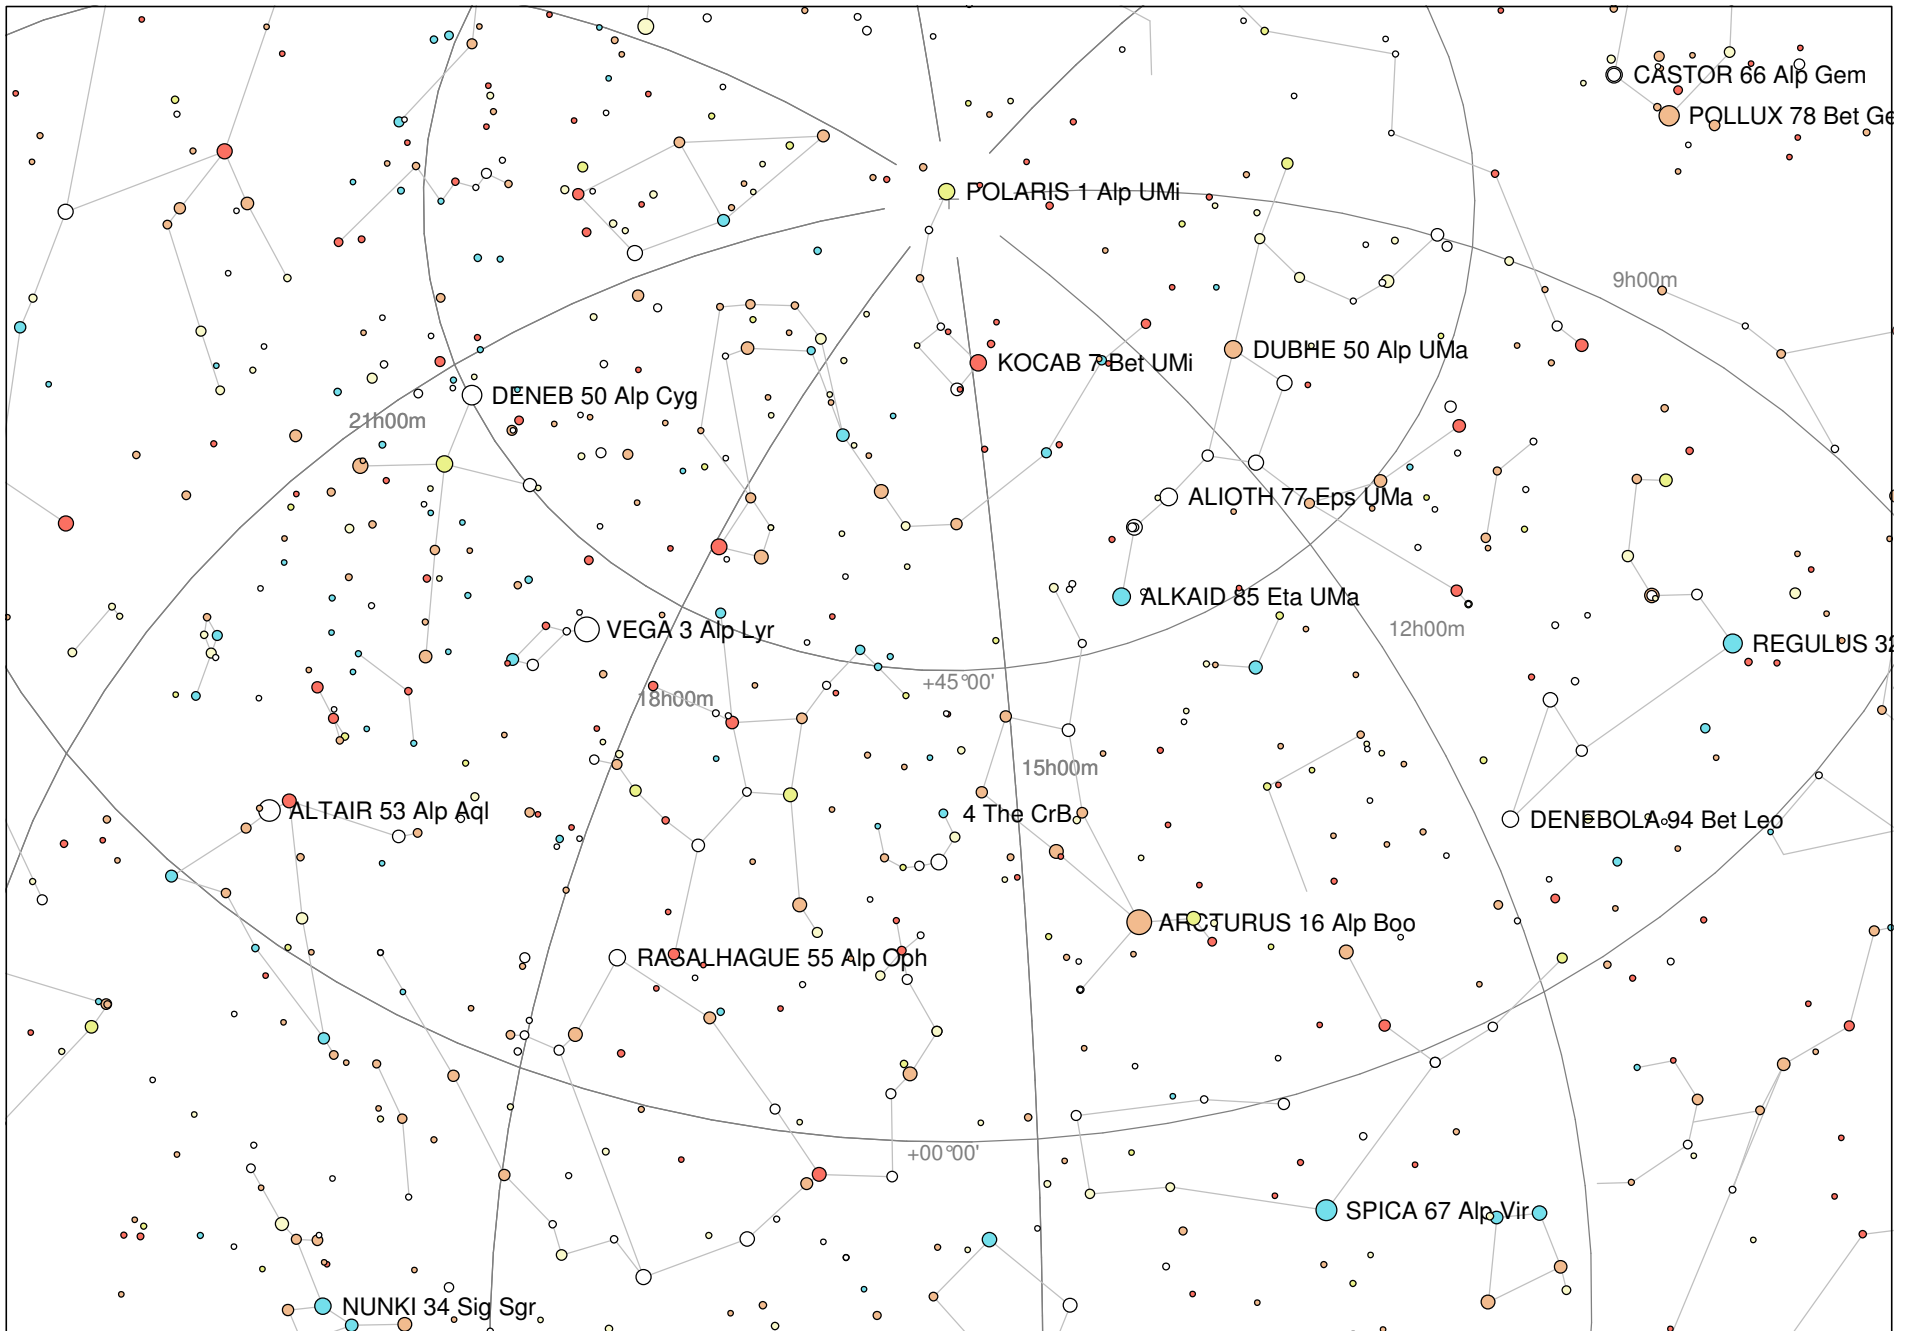 CASTOR 66 Alp Gem
POLLUX 78 Bet Ge
POLARIS 1 Alp UMi
9h00m
DUBHE 50 Alp UMa
KOCAB 7 Bet UMi
DENEB 50 Alp Cyg
21h00m
ALIOTH 77 Eps UMa
ALKAID 85 Eta UMa
12h00m
VEGA 3 Alp Lyr
REGULUS 32
+45°00'
18h00m
15h00m
ALTAIR 53 Alp Aql
4 The CrB
DENEBOLA 94 Bet Leo
ARCTURUS 16 Alp Boo
RASALHAGUE 55 Alp Oph
+00°00'
SPICA 67 Alp Vir
NUNKI 34 Sig Sgr